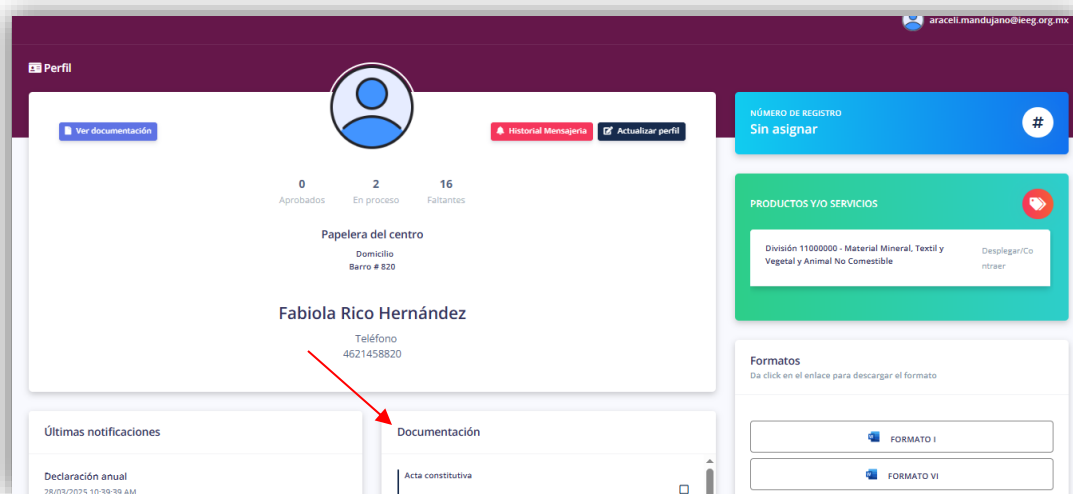 araceli.mandujano@ieeg.org.mx
Perfil
Ver documentación
Historial Mensajeria
Actualizar perfil
0 2 16
Aprobados En proceso Faltantes
Papelera del centro
Domicilio
Barro # 820
Fabiola Rico Hernández
Teléfono
4621458820
NÚMERO DE REGISTRO
Sin asignar
#
PRODUCTOS Y/O SERVICIOS
División 11000000 - Material Mineral, Textil y
Vegetal y Animal No Comestible
Desplegar/Co
ntraer
Formatos
Da click en el enlace para descargar el formato
FORMATO I
FORMATO VI
Últimas notificaciones
Declaración anual
28/03/2025 10:39:39 AM
Documentación
Acta constitutiva